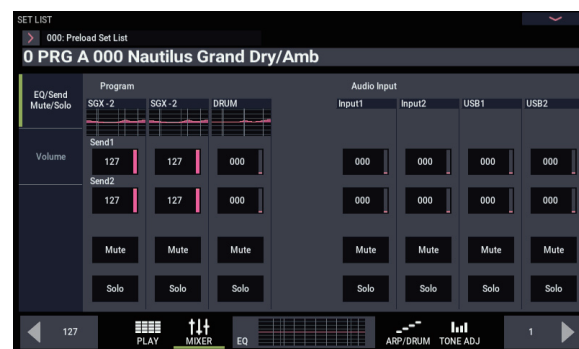 SET LIST
000: Preload Set List
0 PRG A 000 Nautilus Grand Dry/Amb
EQ/Send
Mute/Solo
Volume
Program
Audio Input
SGX-2 SGX-2 DRUM Input1 Input2 USB1 USB2
Send1
127 127 000 000 000 000 000
Send2
127 127 000 000 000 000 000
Mute Mute Mute Mute Mute Mute Mute
Solo Solo Solo Solo Solo Solo Solo
127 PLAY MIXER EQ ARP/DRUM TONE ADJ 1